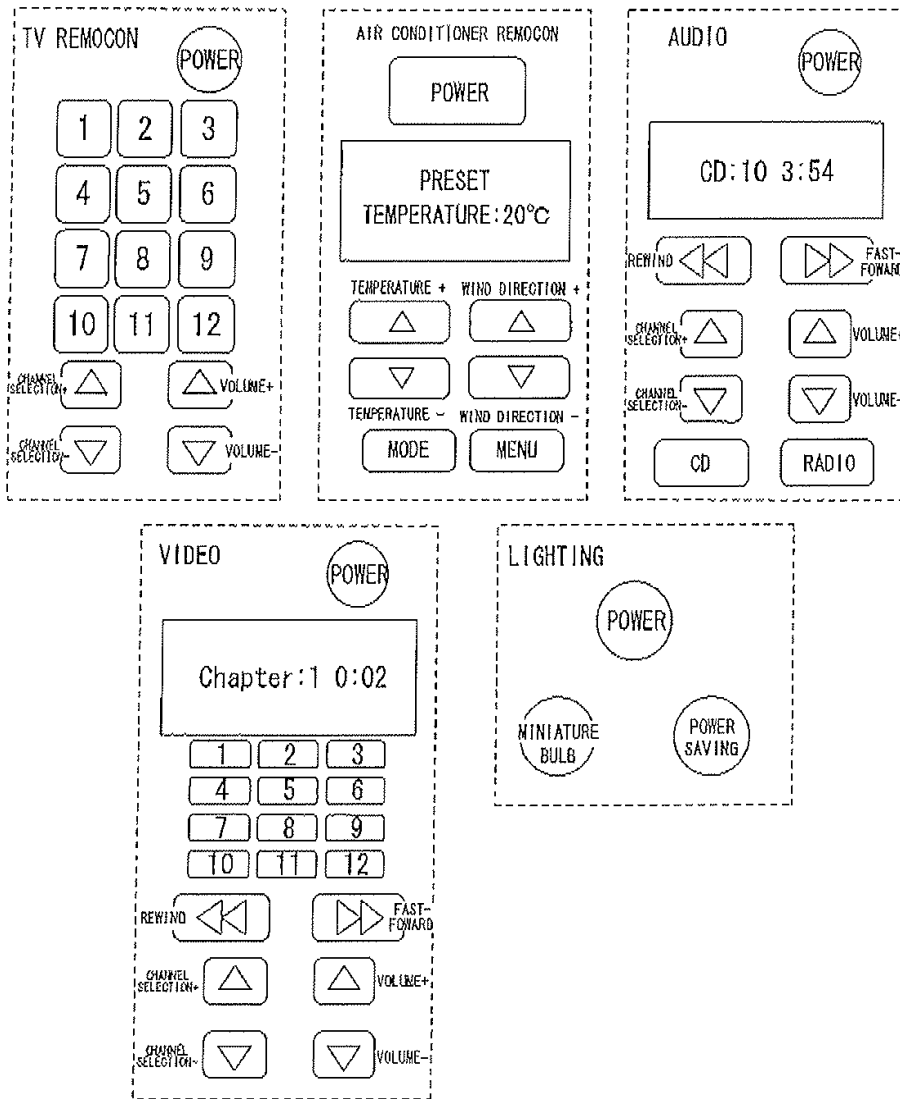 TV REMOCON
POWER
1 2 3
4 5 6
7 8 9
10 11 12
CHANNEL
SELECTION+
VOLUME+
CHANNEL
SELECTION-
VOLUME-
AIR CONDITIONER REMOCON
POWER
PRESET
TEMPERATURE:20°C
TEMPERATURE + WIND DIRECTION +
TEMPERATURE - WIND DIRECTION -
MODE MENU
AUDIO
POWER
CD:10 3:54
REWIND
FAST-
FOWARD
CHANNEL
SELECTION+
VOLUME+
CHANNEL
SELECTION-
VOLUME-
CD RADIO
VIDEO
POWER
Chapter:1 0:02
1 2 3
4 5 6
7 8 9
10 11 12
REWIND
FAST-
FOWARD
CHANNEL
SELECTION+
VOLUME+
CHANNEL
SELECTION-
VOLUME-
LIGHTING
POWER
MINIATURE
BULB
POWER
SAVING